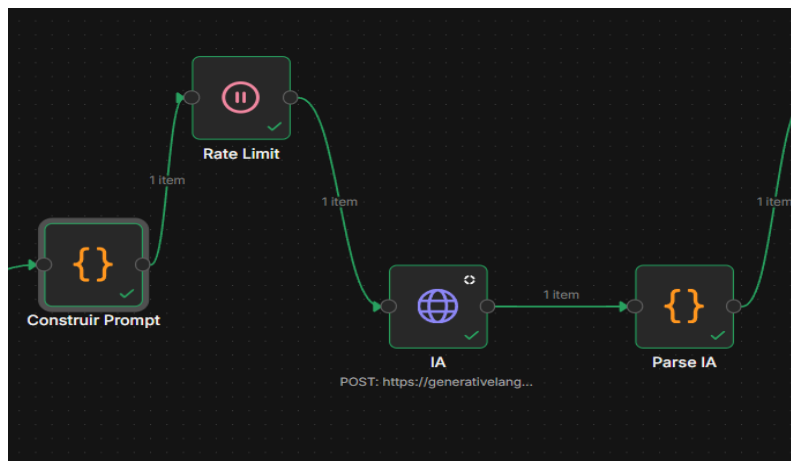 Rate Limit
1 item
1 item
1 item
Construir Prompt
1 item
IA
POST: https://generativelang...
Parse IA